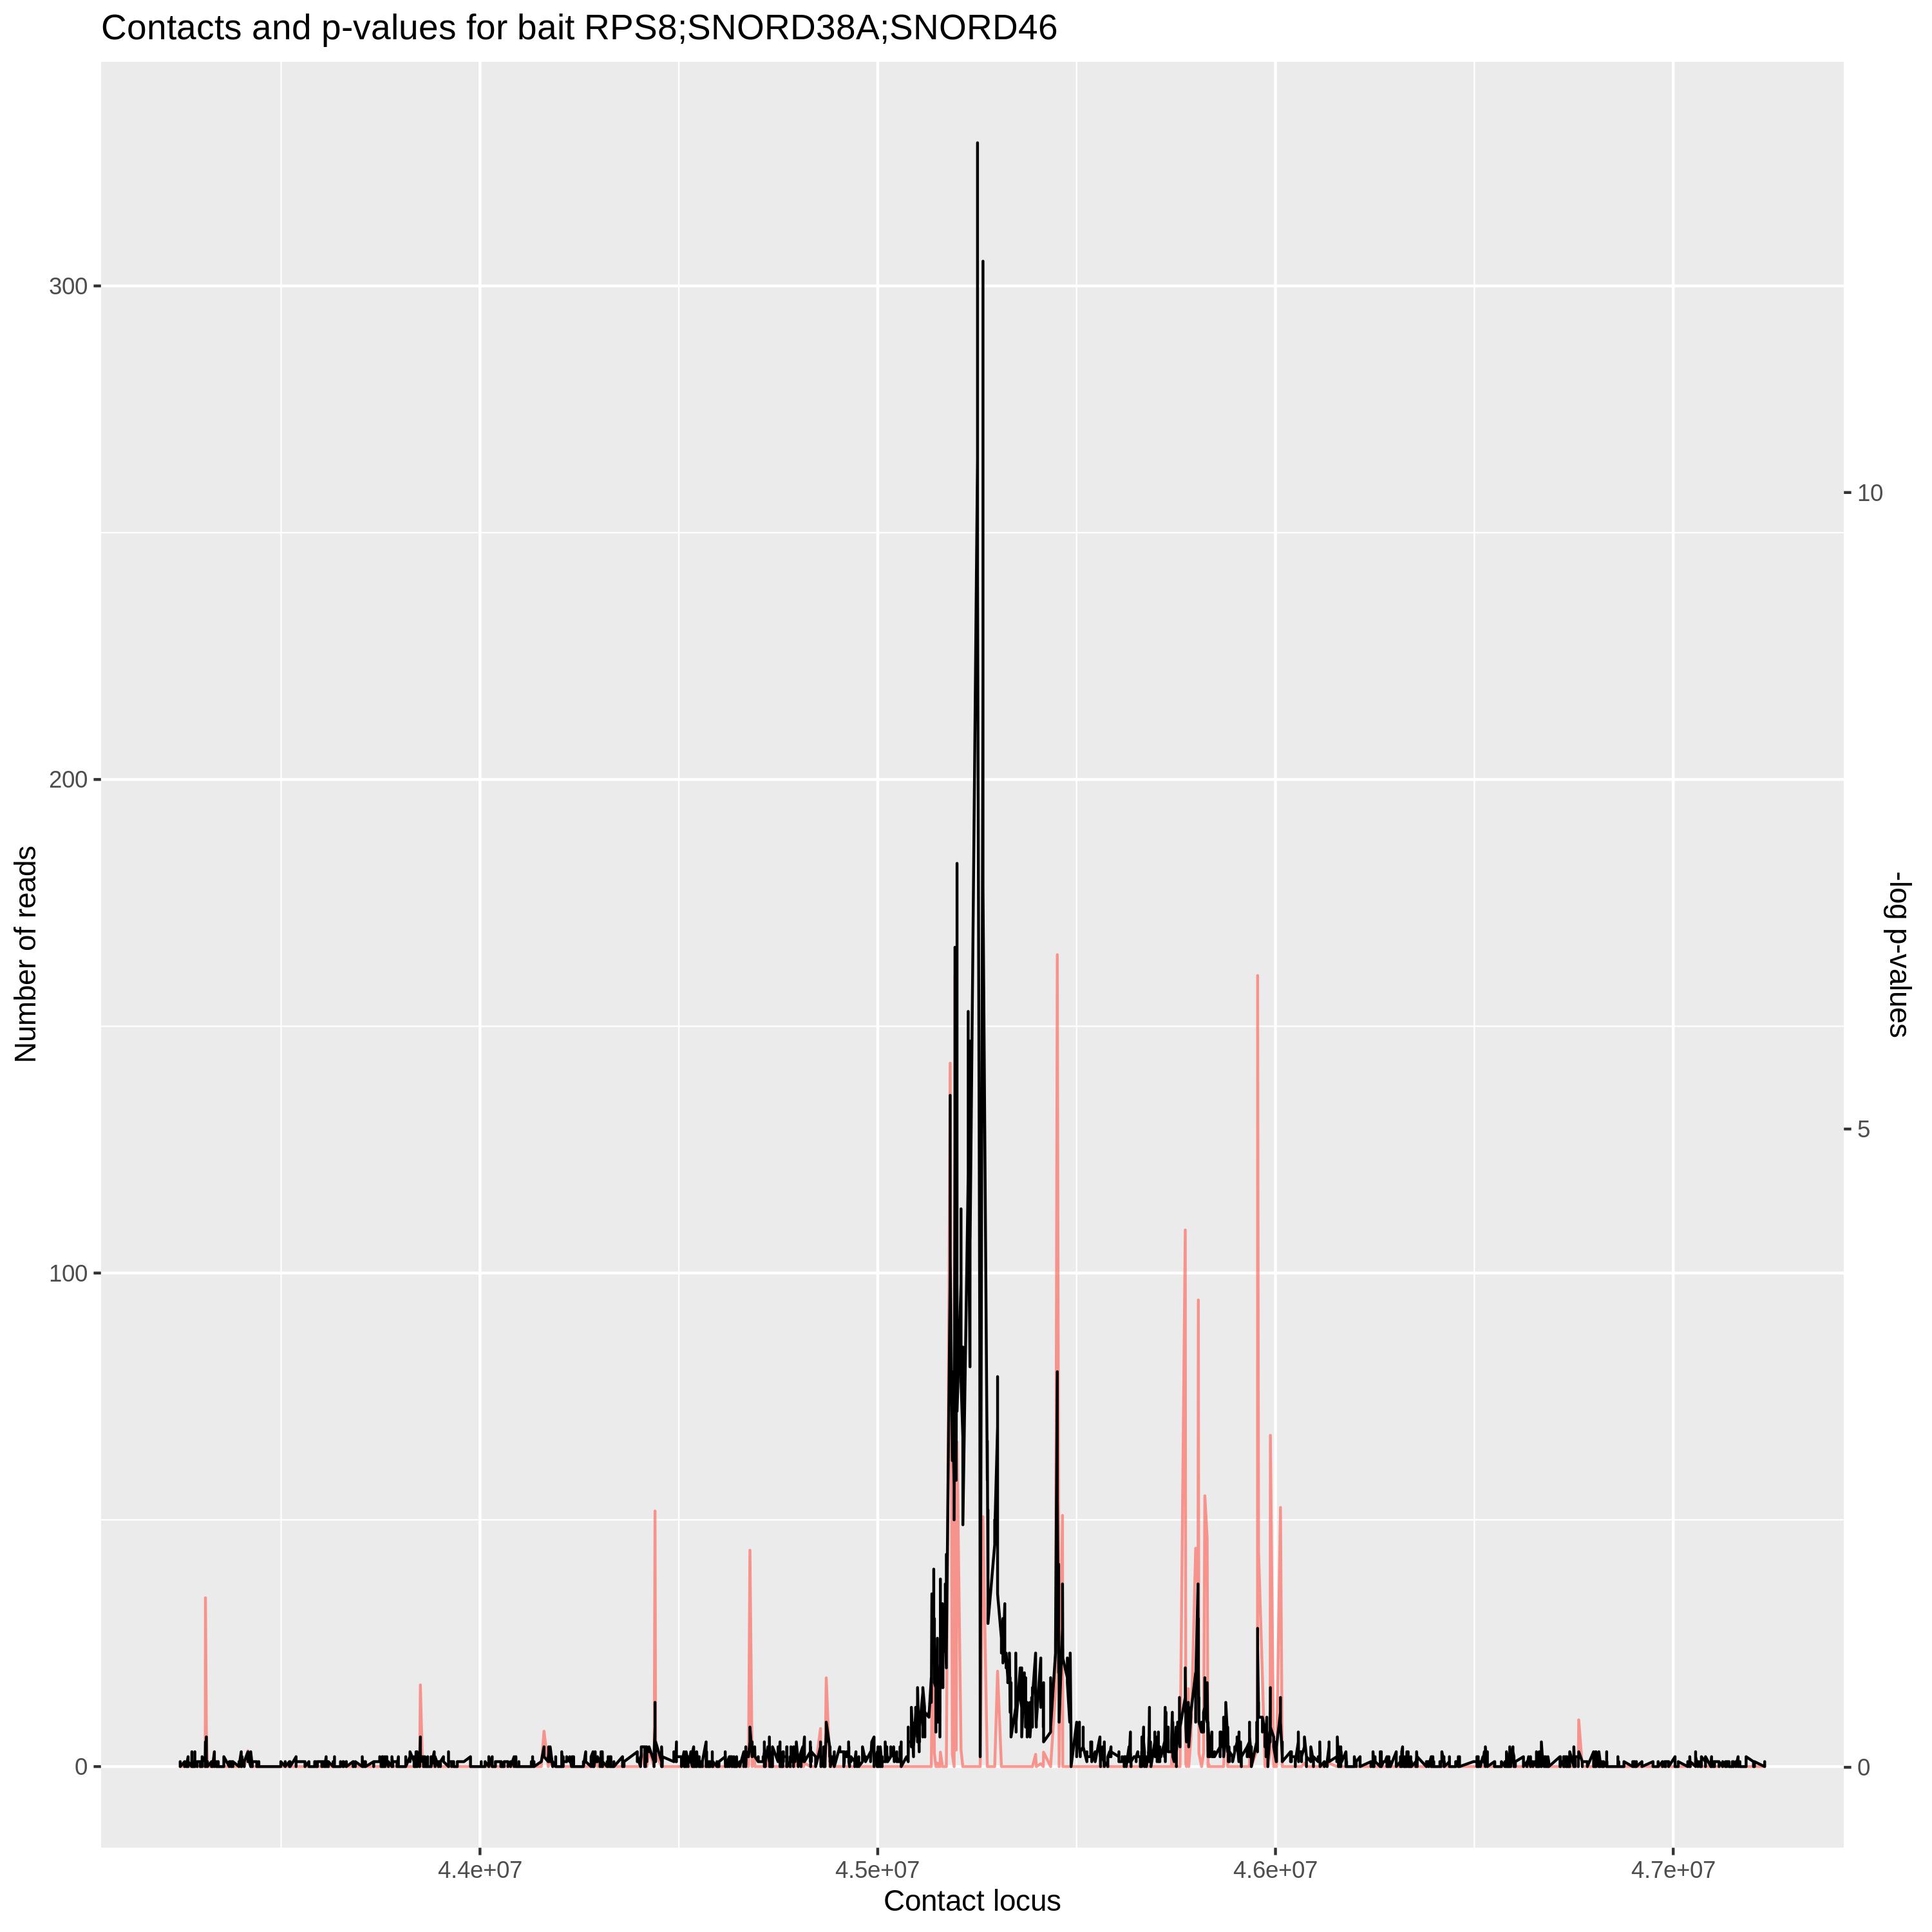 Contacts and p-values for bait RPS8;SNORD38A;SNORD46
300
200
100
0
Number of reads
10
5
0
-log p-values
4.4e+07 4.5e+07 4.6e+07 4.7e+07
Contact locus